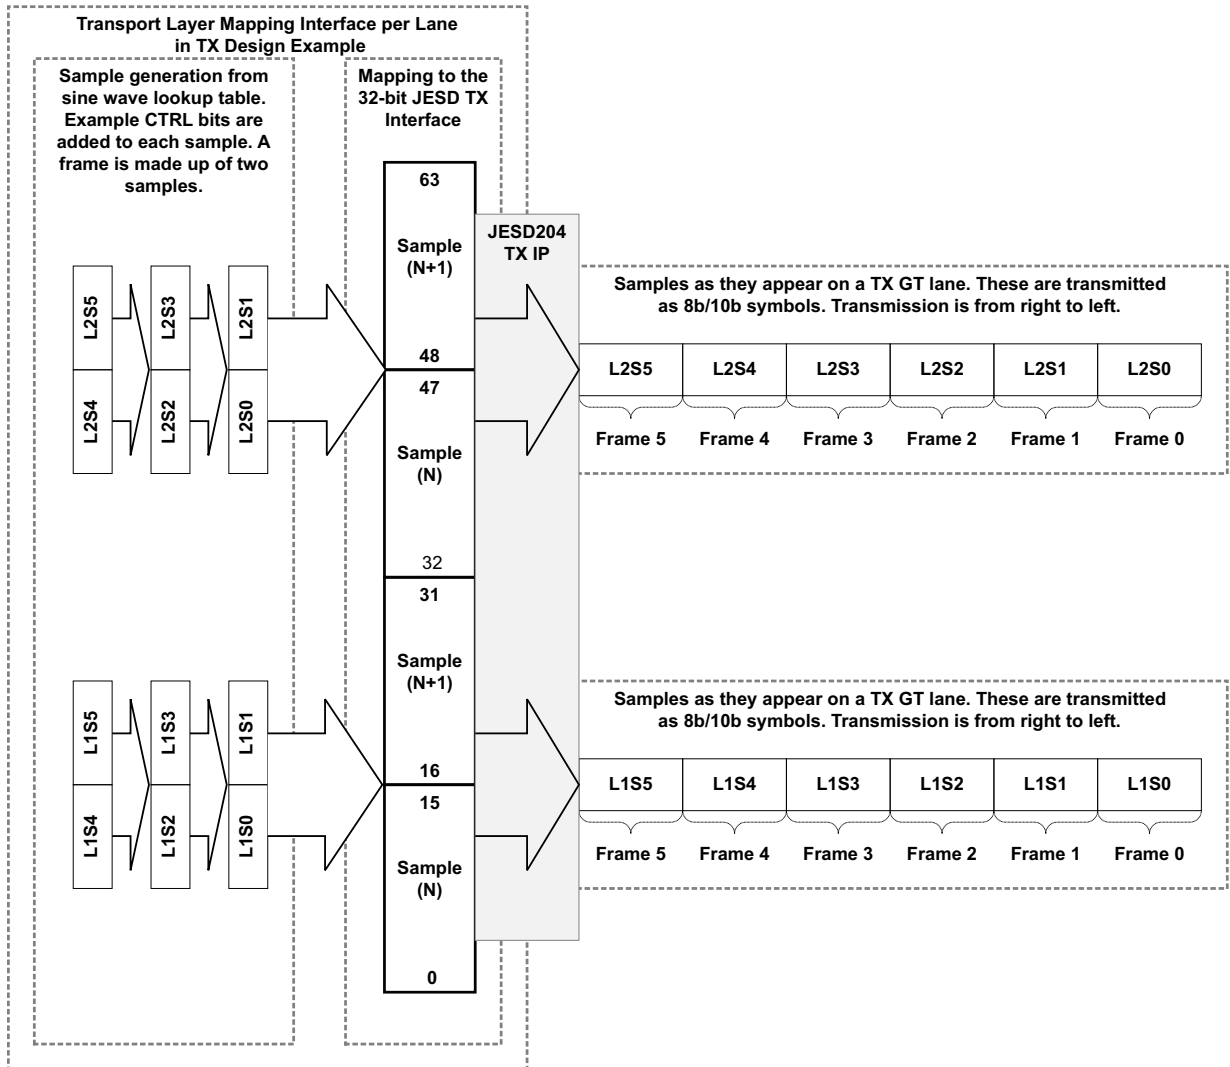 Transport Layer Mapping Interface per Lane
in TX Design Example
Sample generation from
sine wave lookup table.
Example CTRL bits are
added to each sample. A
frame is made up of two
samples.
Mapping to the
32-bit JESD TX
Interface
63
Sample
(N+1)
48
47
Sample
(N)
32
31
Sample
(N+1)
16
15
Sample
(N)
0
JESD204
TX IP
L2S5
L2S3
L2S1
L2S4
L2S2
L2S0
L1S5
L1S3
L1S1
L1S4
L1S2
L1S0
Samples as they appear on a TX GT lane. These are transmitted
as 8b/10b symbols. Transmission is from right to left.
L2S5 L2S4 L2S3 L2S2 L2S1 L2S0
Frame 5 Frame 4 Frame 3 Frame 2 Frame 1 Frame 0
Samples as they appear on a TX GT lane. These are transmitted
as 8b/10b symbols. Transmission is from right to left.
L1S5 L1S4 L1S3 L1S2 L1S1 L1S0
Frame 5 Frame 4 Frame 3 Frame 2 Frame 1 Frame 0